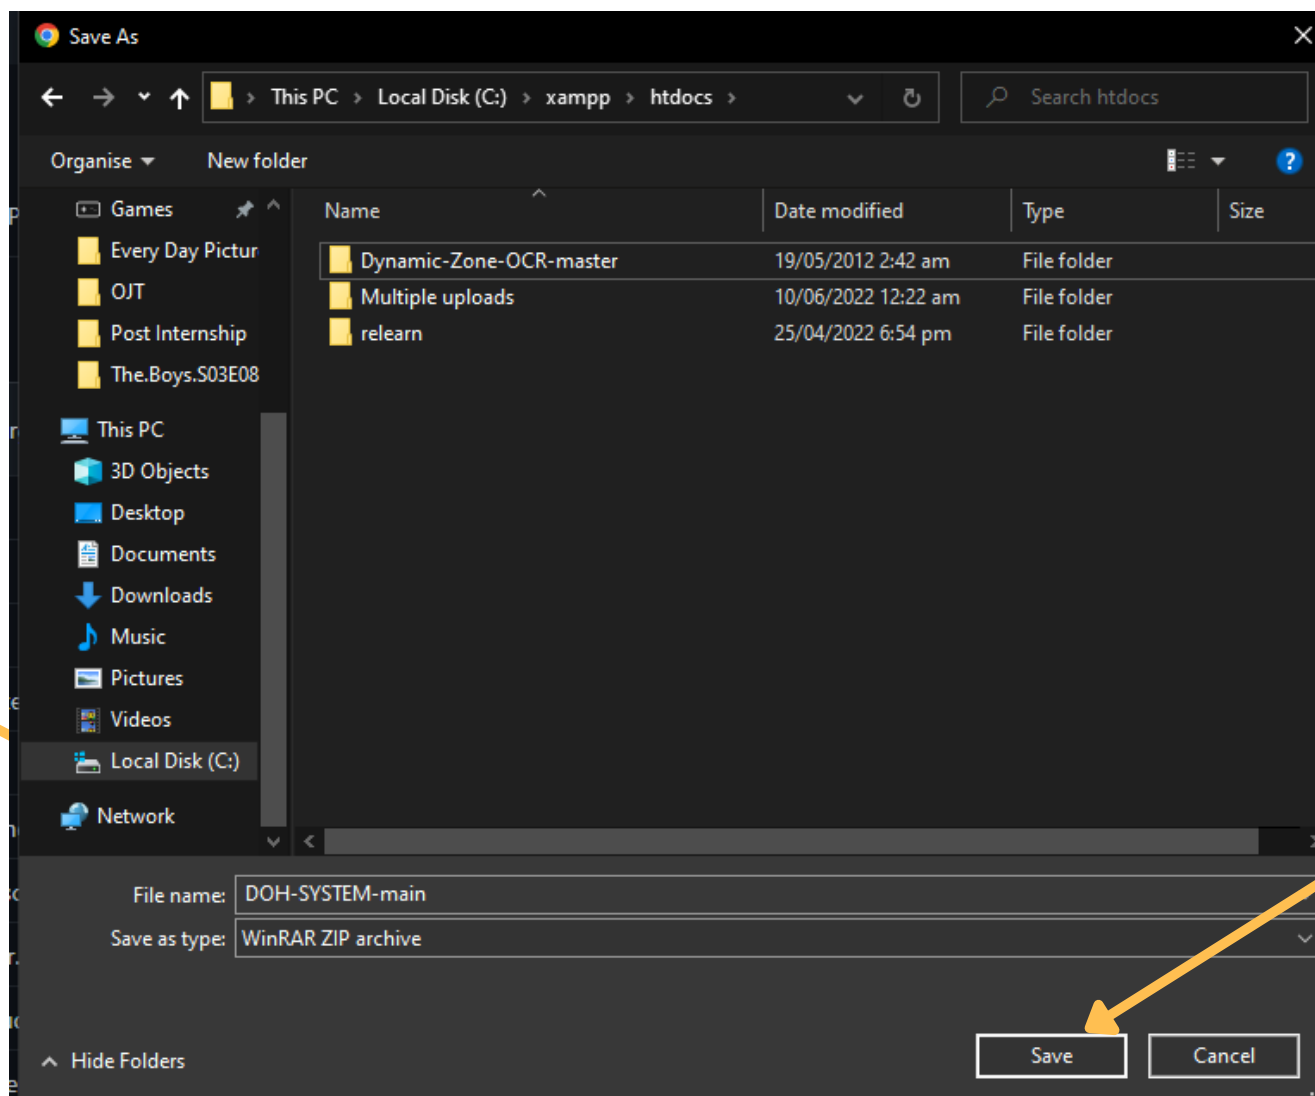 Save As
This PC > Local Disk (C:) > xampp > htdocs >
Search htdocs
Organise
New folder
Games
Every Day Pictur
OJT
Post Internship
The.Boys.S03E08
This PC
3D Objects
Desktop
Documents
Downloads
Music
Pictures
Videos
Local Disk (C:)
Network
Name Date modified Type Size
Dynamic-Zone-OCR-master 19/05/2012 2:42 am File folder
Multiple uploads 10/06/2022 12:22 am File folder
relearn 25/04/2022 6:54 pm File folder
File name: DOH-SYSTEM-main
Save as type: WinRAR ZIP archive
Hide Folders
Save
Cancel